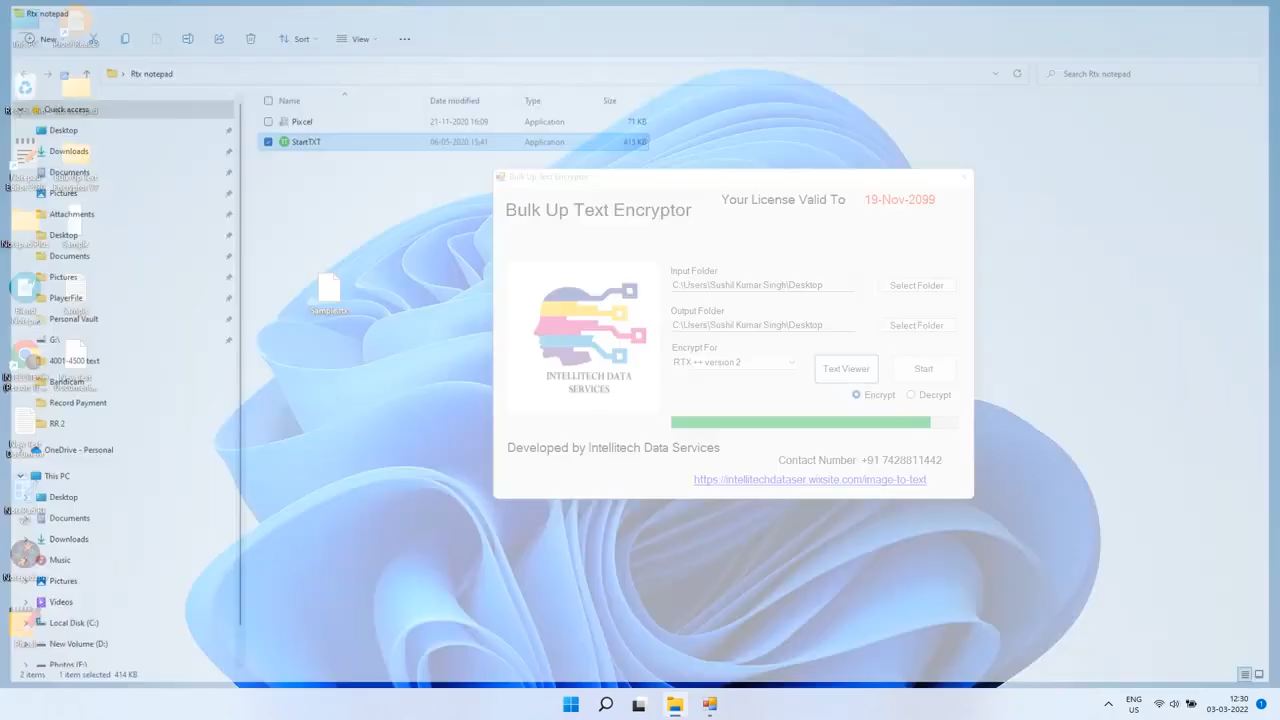 Rtx notepad
New
Sort
View
Rtx notepad
Search Rtx notepad
Name
Date modified
Type
Size
Pixcel
21-11-2020 16:09
Application
71 KB
StartTXT
06-05-2020 15:41
Application
413 KB
Quick access
Desktop
Downloads
Documents
Pictures
Attachments
Desktop
Documents
Pictures
PlayerFile
Personal Vault
G:\
4001-4500 text
Bandicam
Record Payment
RR 2
OneDrive - Personal
This PC
Desktop
Documents
Downloads
Music
Pictures
Videos
Local Disk (C:)
New Volume (D:)
Photos (E:)
2 items
1 item selected 414 KB
Sample.rtx
Bulk Up Text Encryptor
Bulk Up Text Encryptor
Your License Valid To
19-Nov-2099
Input Folder
C:\Users\Sushil Kumar Singh\Desktop
Select Folder
Output Folder
C:\Users\Sushil Kumar Singh\Desktop
Select Folder
Encrypt For
RTX ++ version 2
Text Viewer
Start
Encrypt
Decrypt
INTELLITECH DATA
SERVICES
Developed by Intellitech Data Services
Contact Number +91 7428811442
https://intellitechdataser.wixsite.com/image-to-text
ENG
US
12:30
03-03-2022
1